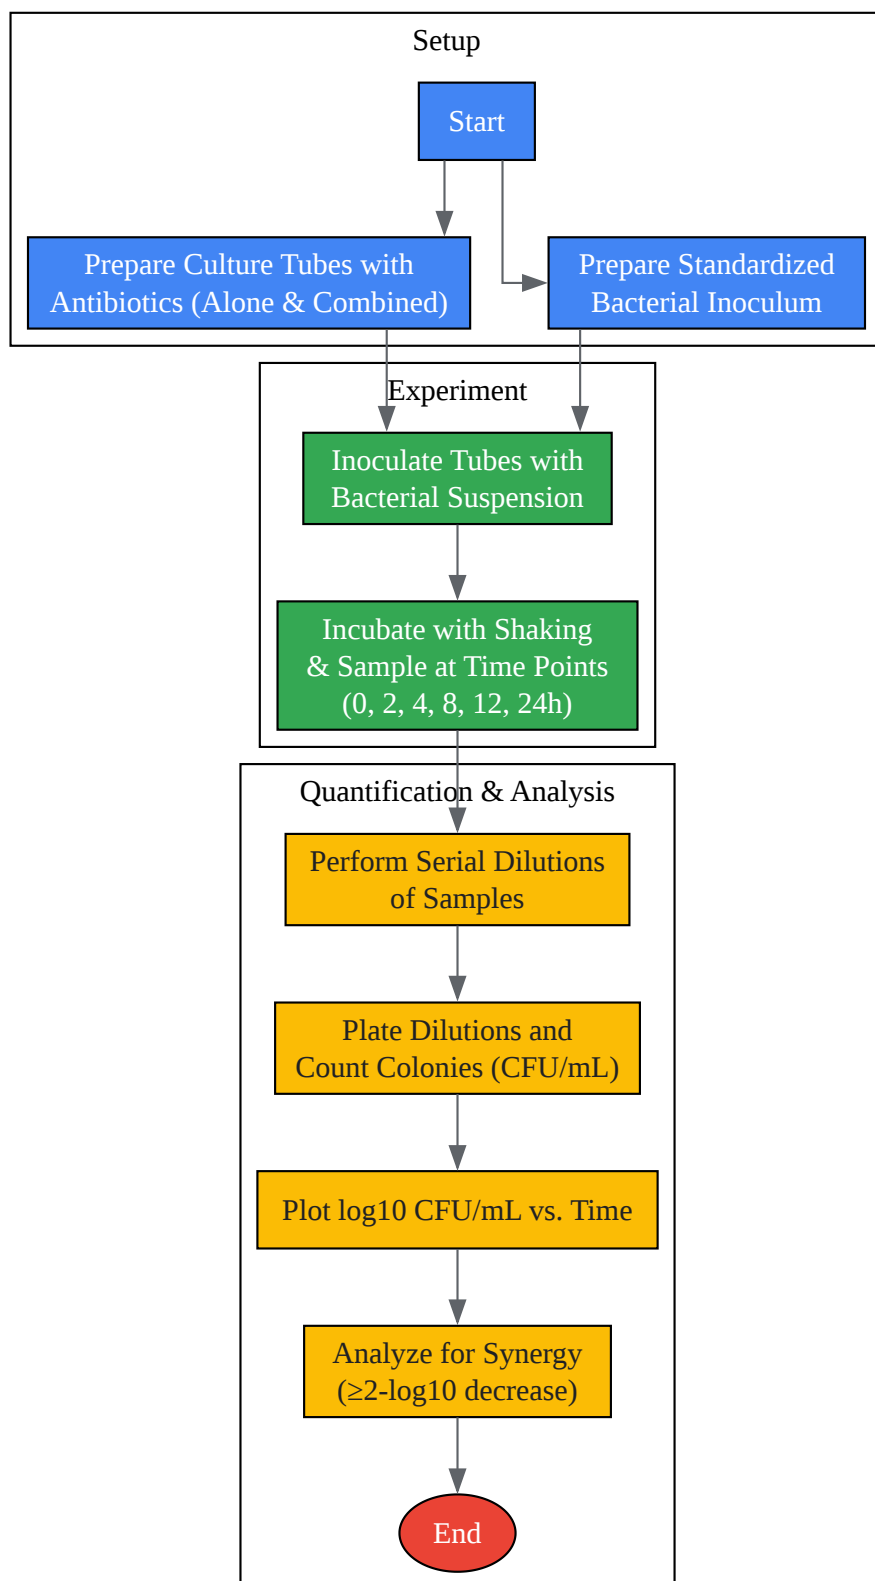 Setup
Start
Prepare Culture Tubes with
Antibiotics (Alone & Combined)
Prepare Standardized
Bacterial Inoculum
Experiment
Inoculate Tubes with
Bacterial Suspension
Incubate with Shaking
& Sample at Time Points
(0, 2, 4, 8, 12, 24h)
Quantification & Analysis
Perform Serial Dilutions
of Samples
Plate Dilutions and
Count Colonies (CFU/mL)
Plot log10 CFU/mL vs. Time
Analyze for Synergy
(≥2-log10 decrease)
End